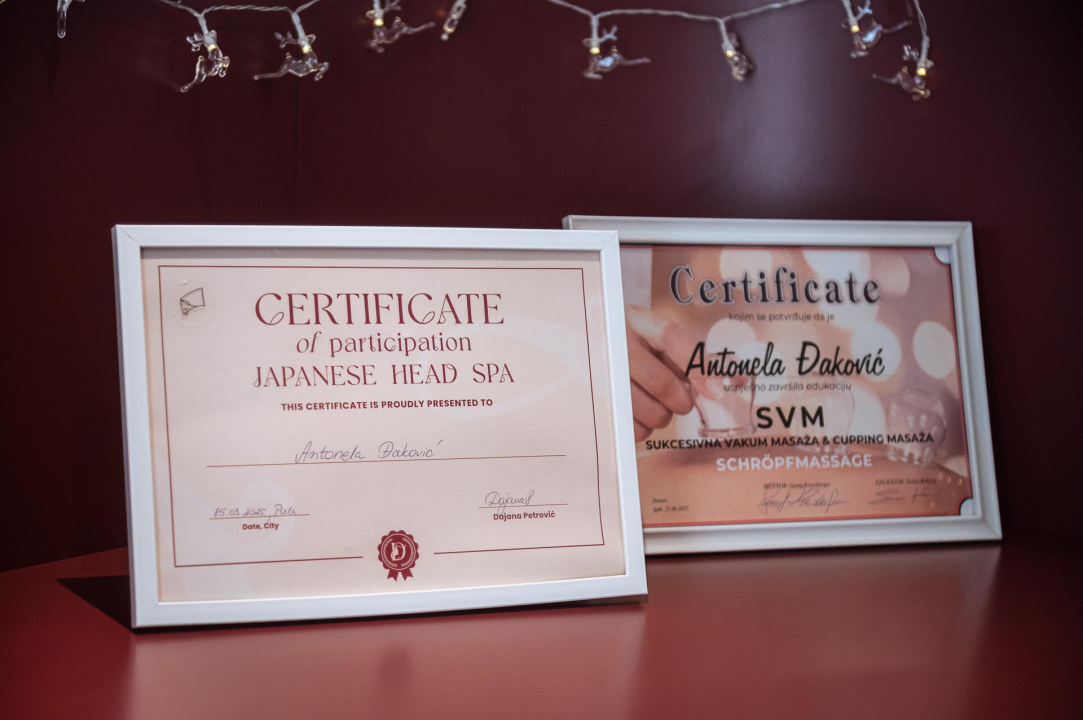 CERTIFICATE
of participation
JAPANESE HEAD SPA
THIS CERTIFICATE IS PROUDLY PRESENTED TO
Antonela Đaković
15.03.2025, Pula
Date, City
Dajana P
Dajana Petrović
Certificate
kojim se potvrđuje da je
Antonela Đaković
uspješno završila edukaciju
SVM
SUKCESIVNA VAKUM MASAŽA & CUPPING MASAŽA
SCHRÖPFMASSAGE